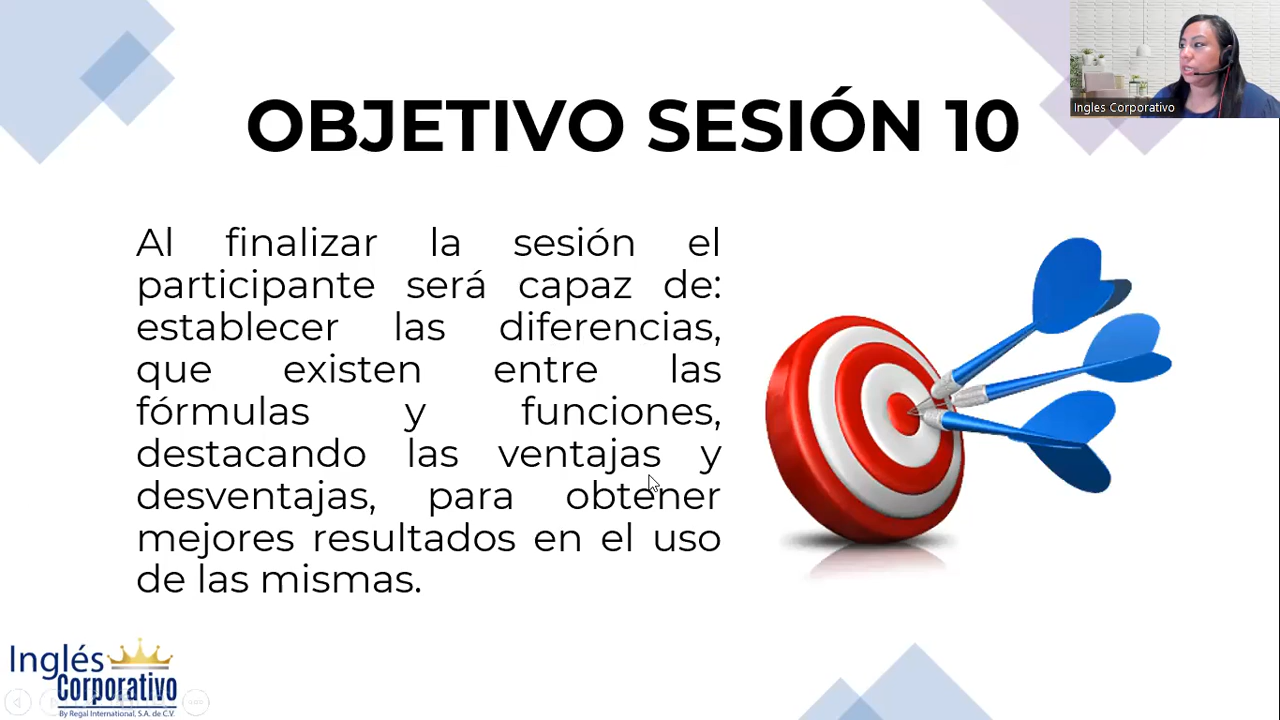 OBJETIVO SESIÓN 10
Ingles Corporativo
Al finalizar la sesión el
participante será capaz de:
establecer las diferencias,
que existen entre las
fórmulas y funciones,
destacando las ventajas y
desventajas, para obtener
mejores resultados en el uso
de las mismas.
Inglés
Corporativo
By Regal International, S.A. de C.V.